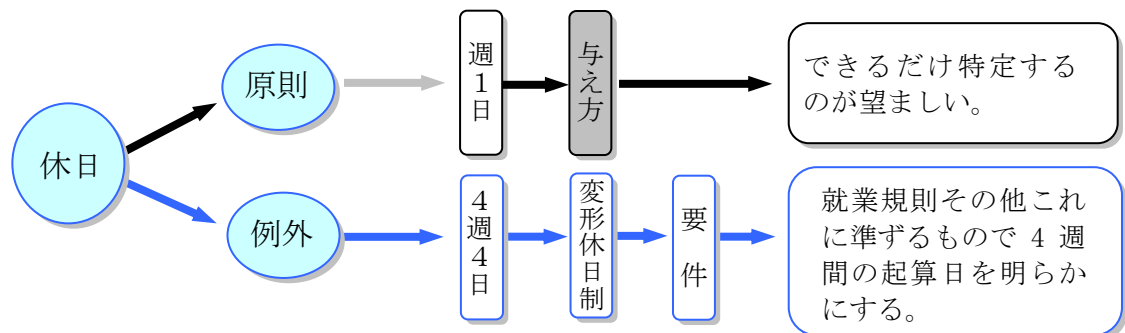 休日
原則
週1日
与え方
できるだけ特定する
のが望ましい。
例外
4週4日
変形休日制
要件
就業規則その他これ
に準ずるもので 4 週
間の起算日を明らか
にする。